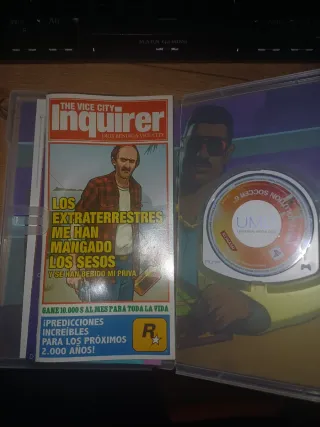 THE VICE CITY
Inquirer
LOS
EXTRATERRESTRES
ME HAN
MANGADO
LOS SESOS
Y SE HAN BEBIDO MI PRIVA
GANE 10.000 $ AL MES PARA TODA LA VIDA
¡PREDICCIONES
INCREÍBLES
PARA LOS PRÓXIMOS
2.000 AÑOS!
R
UMD